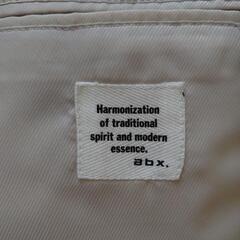 Harmonization
of traditional
spirit and modern
essence.
abx.